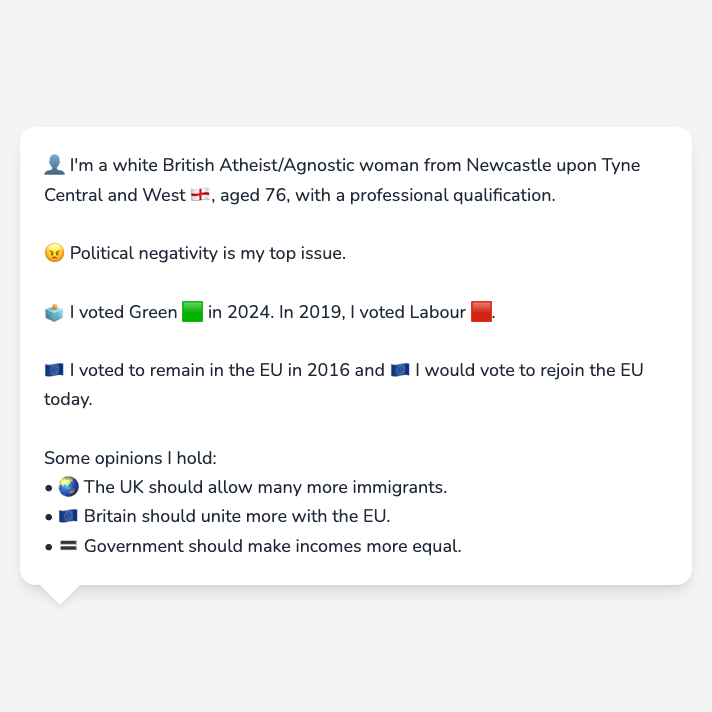 👤 I'm a white British Atheist/Agnostic woman from Newcastle upon Tyne
Central and West 🏴󠁧󠁢󠁥󠁮󠁧󠁿, aged 76, with a professional qualification.
😠 Political negativity is my top issue.
🗳️ I voted Green 🟩 in 2024. In 2019, I voted Labour 🟥.
🇪🇺 I voted to remain in the EU in 2016 and 🇪🇺 I would vote to rejoin the EU
today.
Some opinions I hold:
• 🌏 The UK should allow many more immigrants.
• 🇪🇺 Britain should unite more with the EU.
• 🟰 Government should make incomes more equal.